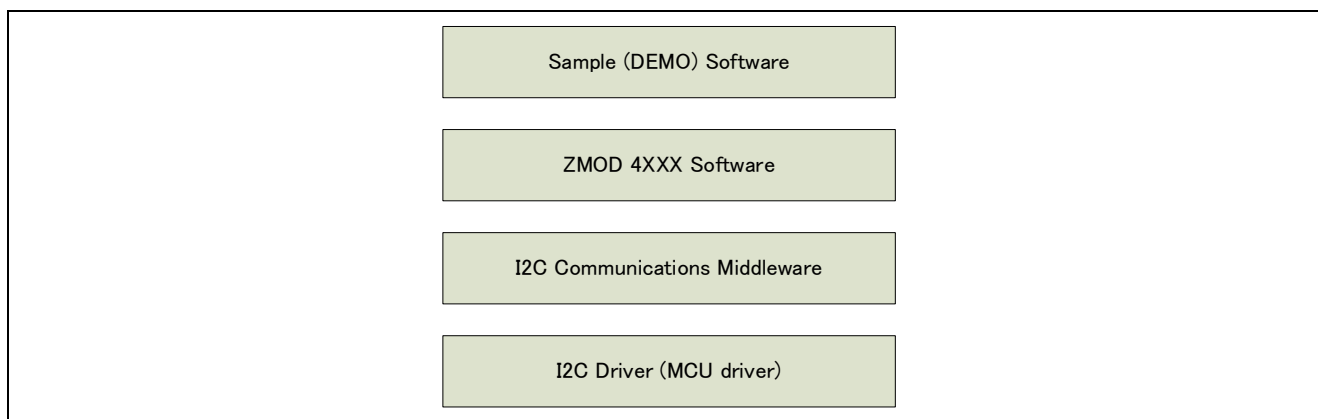 Sample (DEMO) Software
ZMOD 4XXX Software
I2C Communications Middleware
I2C Driver (MCU driver)